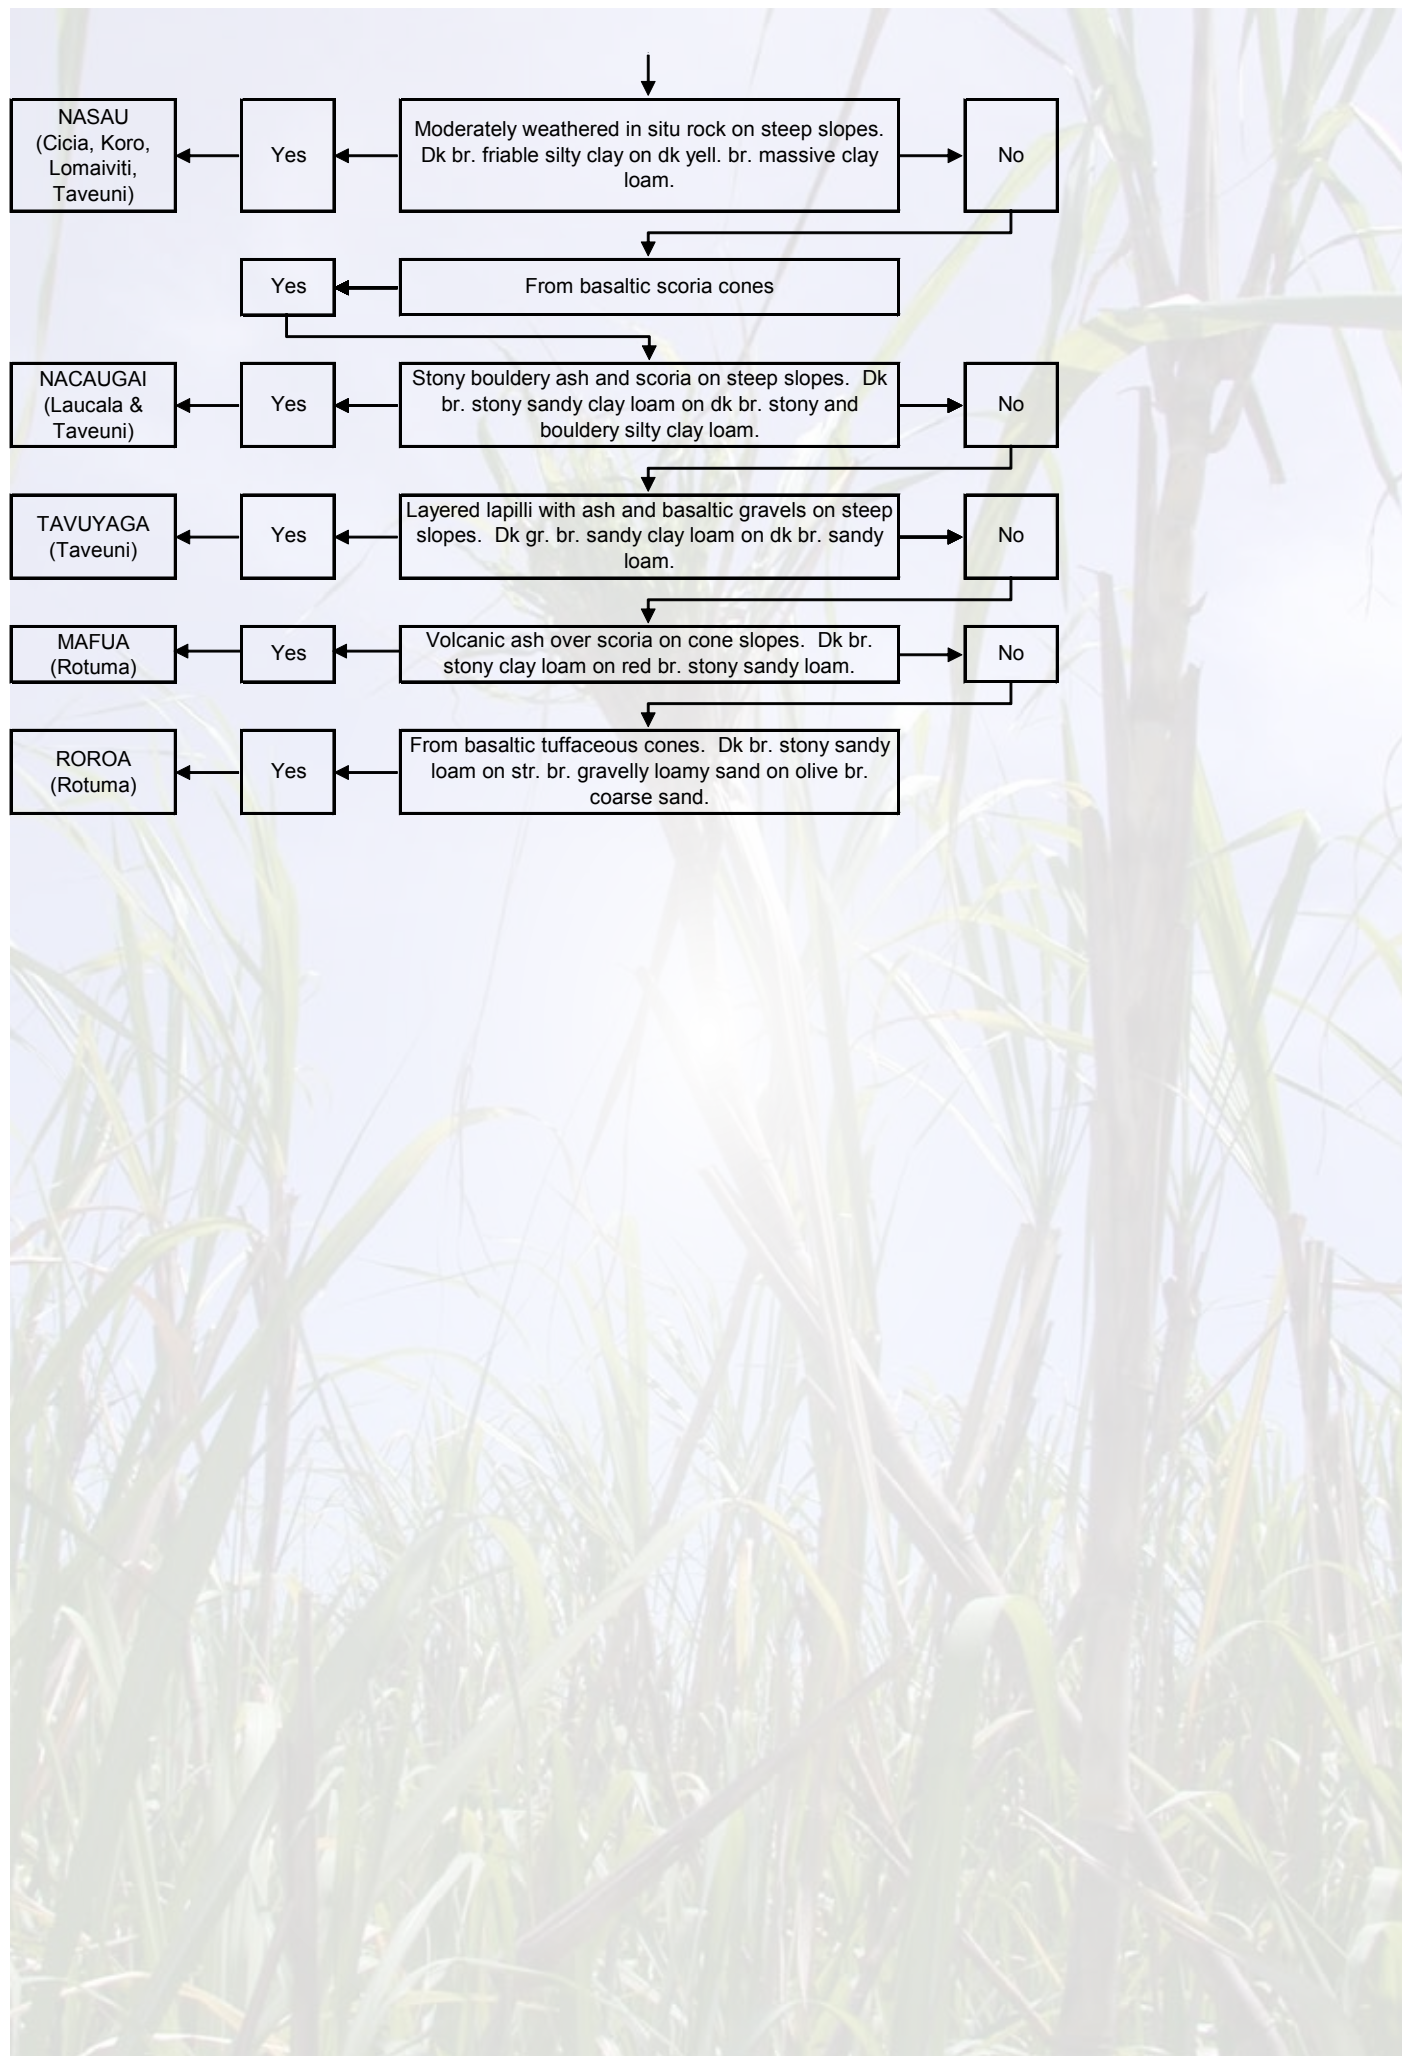 NASAU
(Cicia, Koro,
Lomaiviti,
Taveuni)
Yes
Moderately weathered in situ rock on steep slopes.
Dk br. friable silty clay on dk yell. br. massive clay
loam.
No
Yes
From basaltic scoria cones
NACAUGAI
(Laucala &
Taveuni)
Yes
Stony bouldery ash and scoria on steep slopes. Dk
br. stony sandy clay loam on dk br. stony and
bouldery silty clay loam.
No
TAVUYAGA
(Taveuni)
Yes
Layered lapilli with ash and basaltic gravels on steep
slopes. Dk gr. br. sandy clay loam on dk br. sandy
loam.
No
MAFUA
(Rotuma)
Yes
Volcanic ash over scoria on cone slopes. Dk br.
stony clay loam on red br. stony sandy loam.
No
ROROA
(Rotuma)
Yes
From basaltic tuffaceous cones. Dk br. stony sandy
loam on str. br. gravelly loamy sand on olive br.
coarse sand.